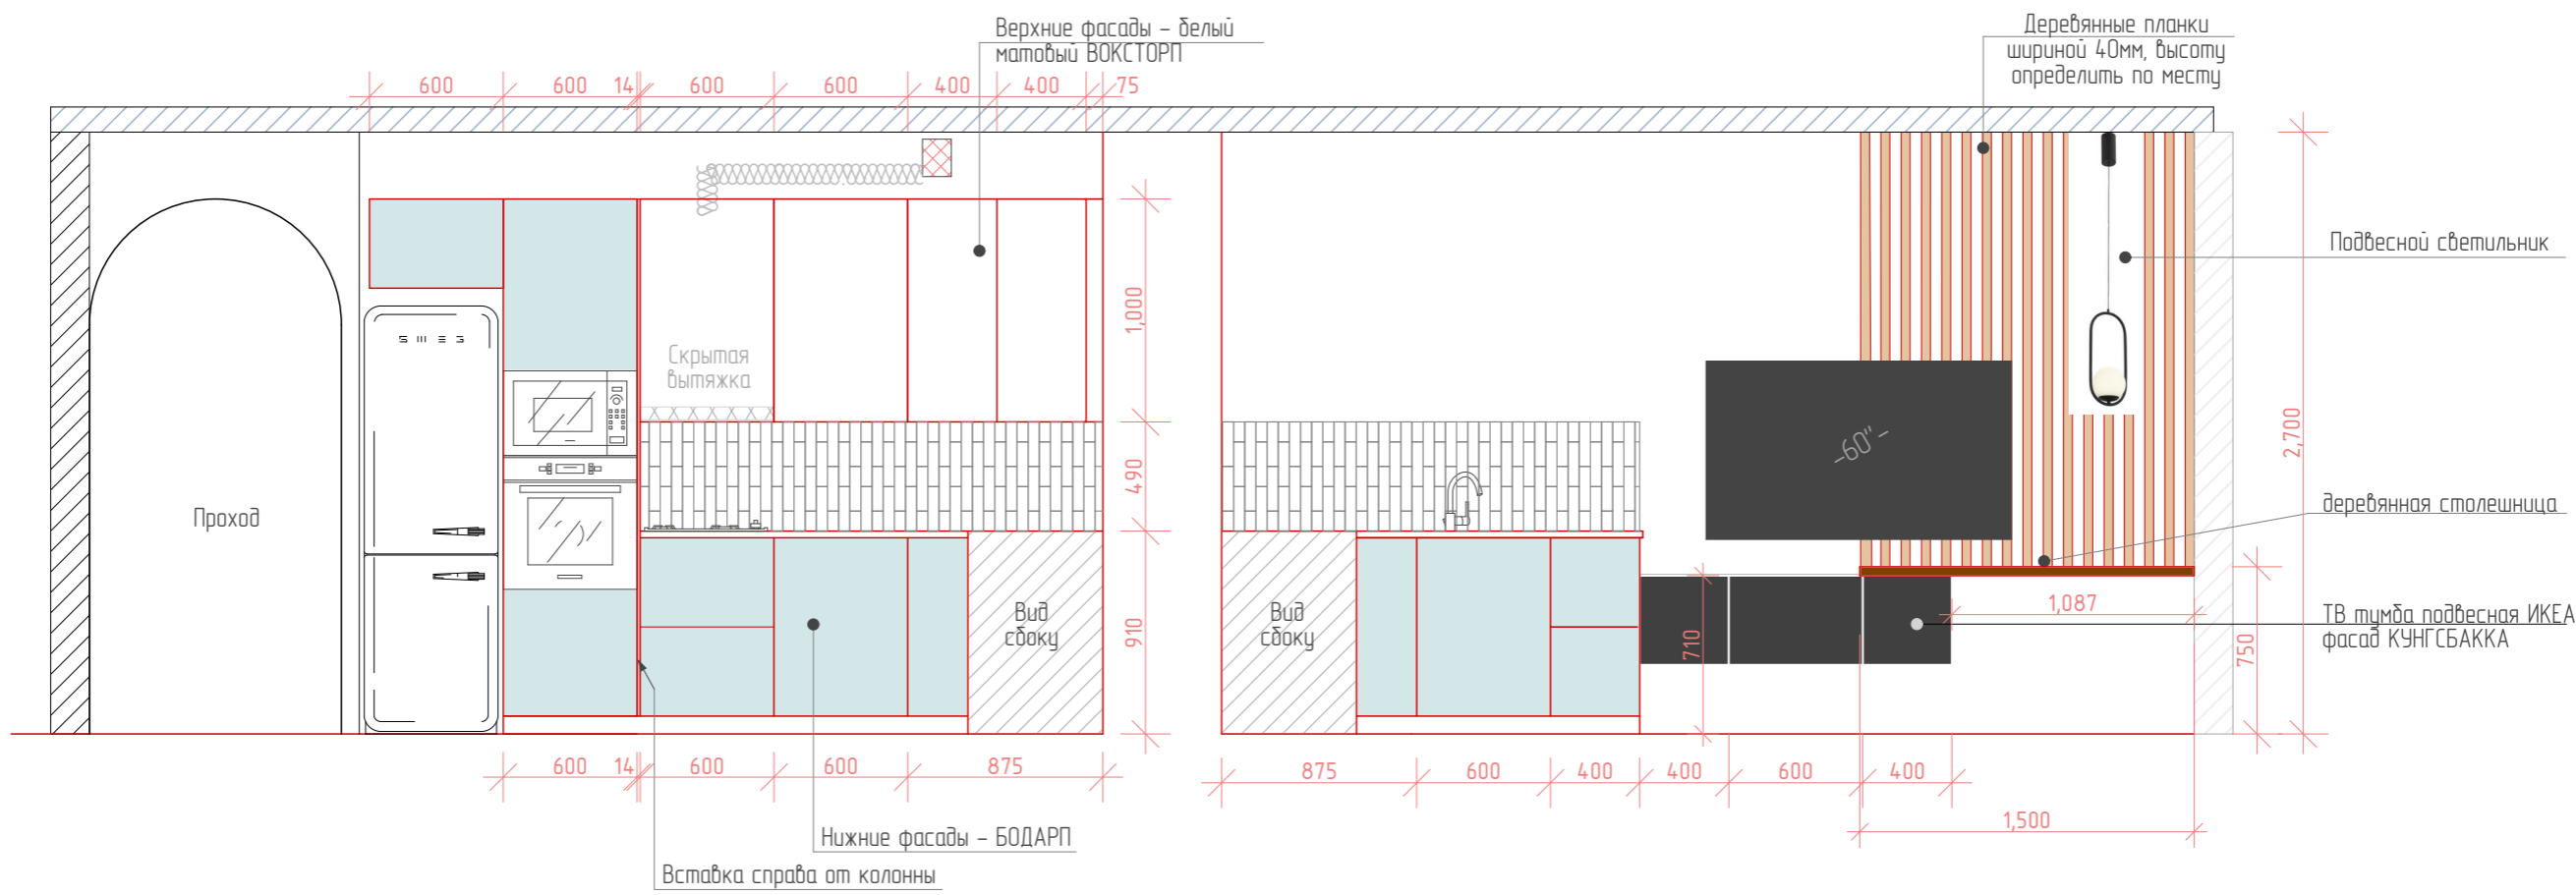 Верхние фасады – белый
матовый ВОКСТОРП
Деревянные планки
шириной 40мм, высоту
определить по месту
600 600 14 600 600 400 400 75
Подвесной светильник
SMEG
Скрытая
вытяжка
1,000
490
910
Проход
Вид
сбоку
Вид
сбоку
–60"–
2,700
деревянная столешница
1,087
710
750
ТВ тумба подвесная ИКЕА
фасад КУНГСБАККА
600 14 600 600 875
875 600 400 400 600 400
1,500
Нижние фасады – БОДАРП
Вставка справа от колонны